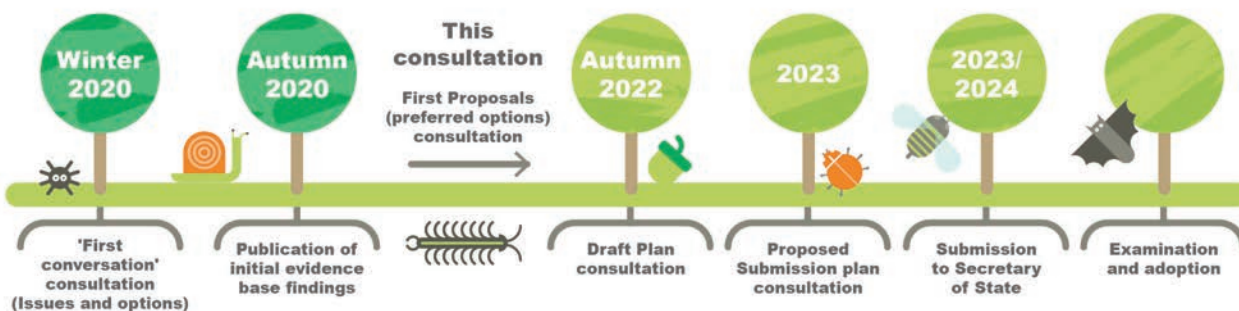 Winter
2020
Autumn
2020
This
consultation
First Proposals
(preferred options)
consultation
Autumn
2022
2023
2023/
2024
'First
conversation'
consultation
(Issues and options)
Publication of
initial evidence
base findings
Draft Plan
consultation
Proposed
Submission plan
consultation
Submission
to Secretary
of State
Examination
and adoption